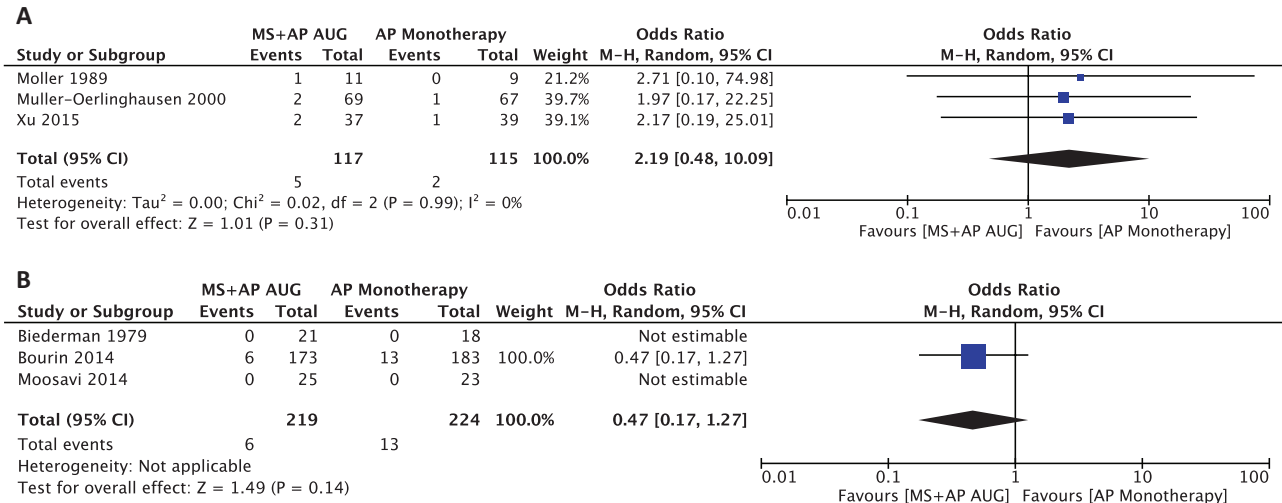 A
MS+AP AUG AP Monotherapy Odds Ratio Odds Ratio
Study or Subgroup Events Total Events Total Weight M-H, Random, 95% CI M-H, Random, 95% CI
Moller 1989 1 11 0 9 21.2% 2.71 [0.10, 74.98]
Muller-Oerlinghausen 2000 2 69 1 67 39.7% 1.97 [0.17, 22.25]
Xu 2015 2 37 1 39 39.1% 2.17 [0.19, 25.01]
Total (95% CI) 117 115 100.0% 2.19 [0.48, 10.09]
Total events 5 2
Heterogeneity: Tau² = 0.00; Chi² = 0.02, df = 2 (P = 0.99); I² = 0%
Test for overall effect: Z = 1.01 (P = 0.31)
0.01 0.1 1 10 100
Favours [MS+AP AUG] Favours [AP Monotherapy]
B
MS+AP AUG AP Monotherapy Odds Ratio Odds Ratio
Study or Subgroup Events Total Events Total Weight M-H, Random, 95% CI M-H, Random, 95% CI
Biederman 1979 0 21 0 18 Not estimable
Bourin 2014 6 173 13 183 100.0% 0.47 [0.17, 1.27]
Moosavi 2014 0 25 0 23 Not estimable
Total (95% CI) 219 224 100.0% 0.47 [0.17, 1.27]
Total events 6 13
Heterogeneity: Not applicable
Test for overall effect: Z = 1.49 (P = 0.14)
0.01 0.1 1 10 100
Favours [MS+AP AUG] Favours [AP Monotherapy]